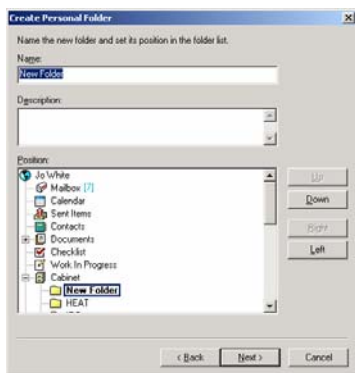 Create Personal Folder
Name the new folder and set its position in the folder list.
Name:
New Folder
Description:
Position:
Jo White
Mailbox [7]
Calendar
Sent Items
Contacts
Documents
Checklist
Work In Progress
Cabinet
New Folder
HEAT
Up
Down
Right
Left
< Back
Next >
Cancel